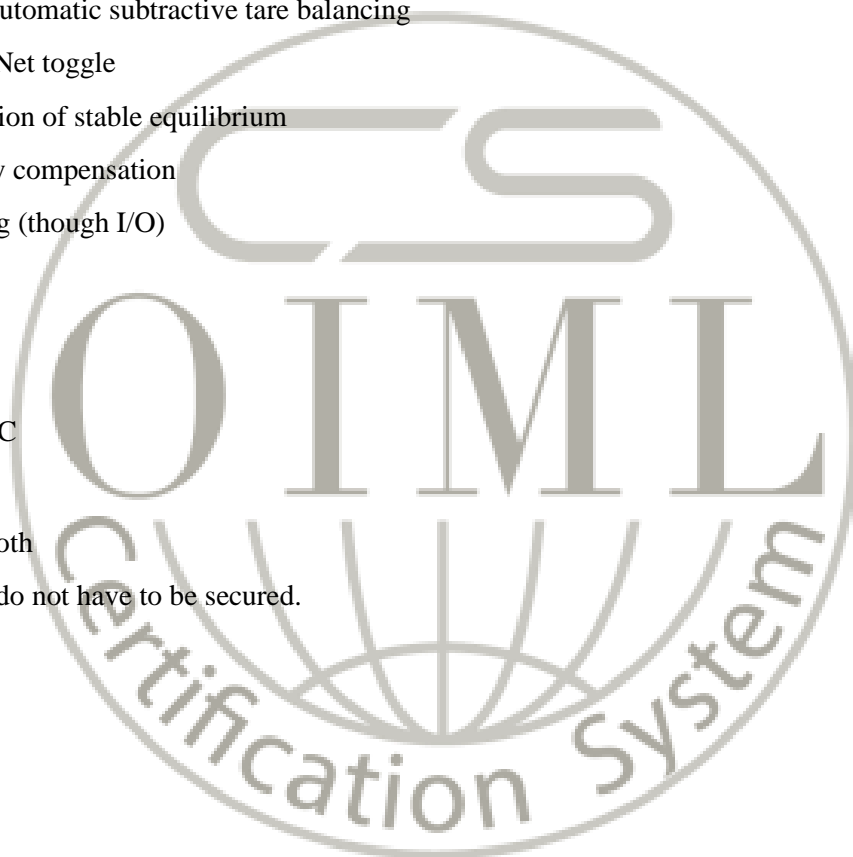 utomatic subtractive tare balancing
Net toggle
ion of stable equilibrium
y compensation
g (though I/O)
CS
OIML
C
oth
do not have to be secured.
Certification System